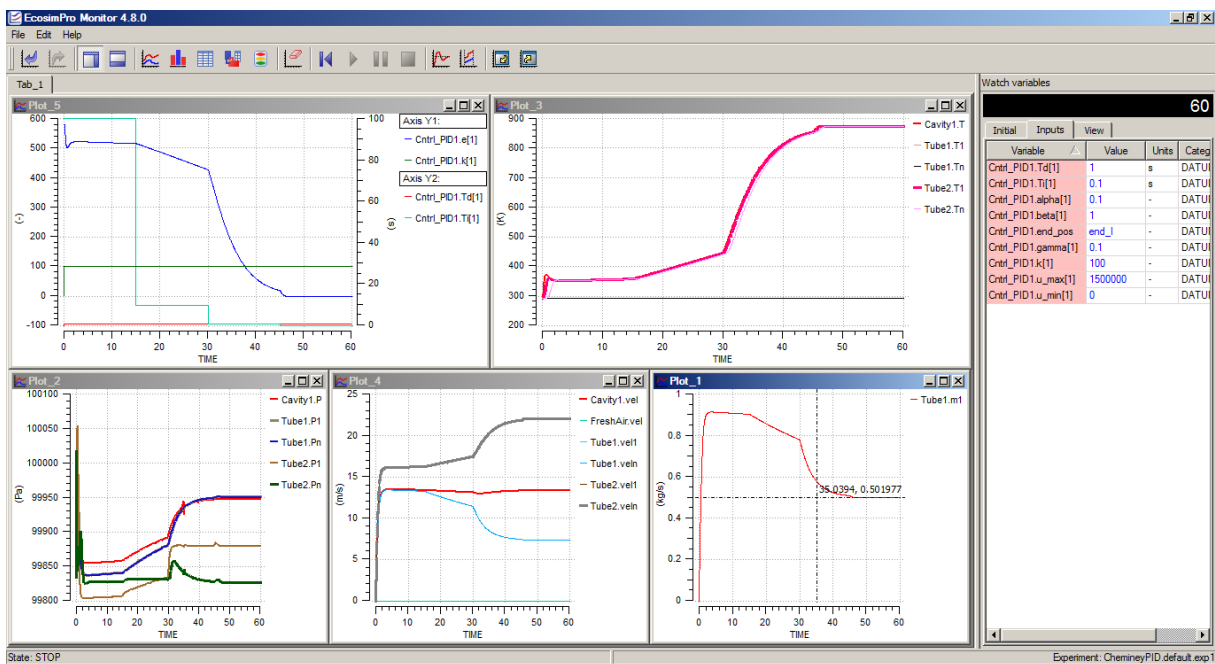 EcosimPro Monitor 4.8.0
File Edit Help
Tab_1
Plot_5
600
500
400
300
200
100
0
-100
(-)
100
80
60
40
20
0
(s)
0 10 20 30 40 50 60
TIME
Axis Y1:
Cntrl_PID1.e[1]
Cntrl_PID1.k[1]
Axis Y2:
Cntrl_PID1.Td[1]
Cntrl_PID1.Ti[1]
Plot_3
900
800
700
600
500
400
300
200
(K)
0 10 20 30 40 50 60
TIME
Cavity1.T
Tube1.T1
Tube1.Tn
Tube2.T1
Tube2.Tn
Plot_2
100100
100050
100000
99950
99900
99850
99800
(Pa)
0 10 20 30 40 50 60
TIME
Cavity1.P
Tube1.P1
Tube1.Pn
Tube2.P1
Tube2.Pn
Plot_4
25
20
15
10
5
0
(m/s)
0 10 20 30 40 50 60
TIME
Cavity1.vel
FreshAir.vel
Tube1.vel1
Tube1.veln
Tube2.vel1
Tube2.veln
Plot_1
1
0.8
0.6
0.4
0.2
0
(kg/s)
35.0394, 0.501977
0 10 20 30 40 50 60
TIME
Tube1.m1
Watch variables
60
Initial Inputs View
Variable Value Units Categ
Cntrl_PID1.Td[1] 1 s DATU
Cntrl_PID1.Ti[1] 0.1 s DATU
Cntrl_PID1.alpha[1] 0.1 - DATU
Cntrl_PID1.beta[1] 1 - DATU
Cntrl_PID1.end_pos end_l - DATU
Cntrl_PID1.gamma[1] 0.1 - DATU
Cntrl_PID1.k[1] 100 - DATU
Cntrl_PID1.u_max[1] 1500000 - DATU
Cntrl_PID1.u_min[1] 0 - DATU
State: STOP
Experiment: ChemineyPID.default.exp1